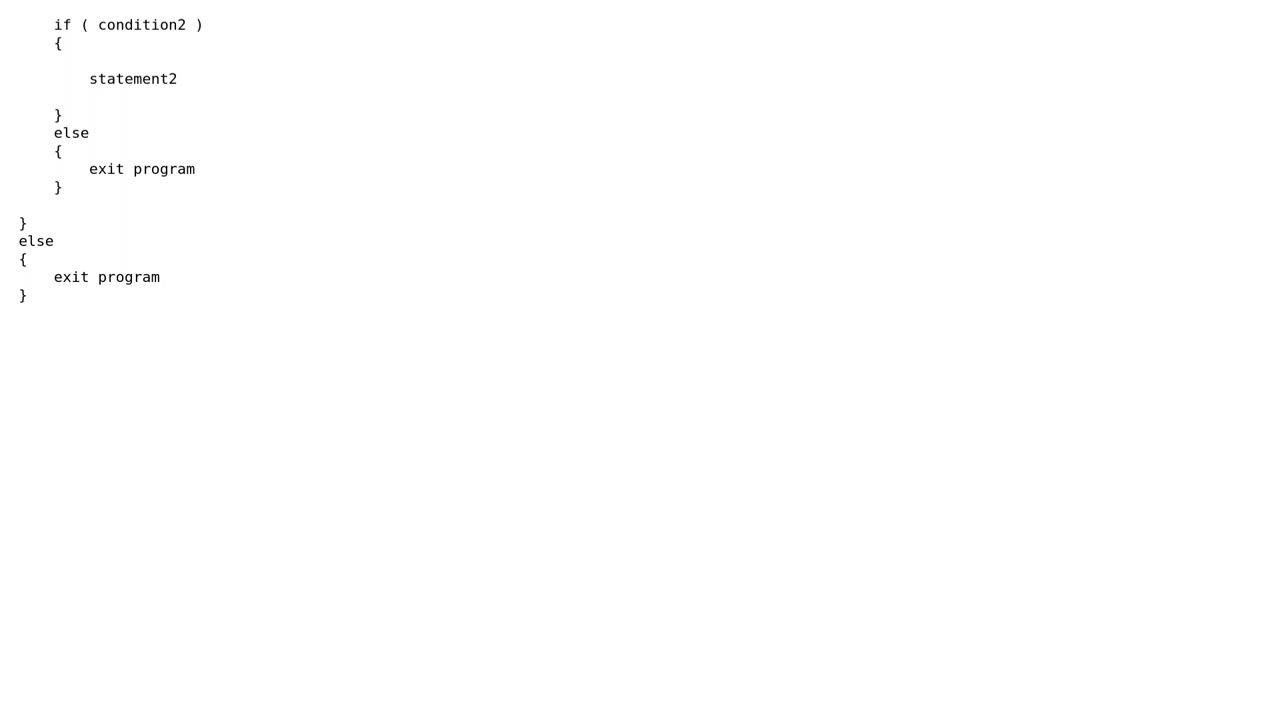 if ( condition2 )
    {

        statement2

    }
    else
    {
        exit program
    }

}
else
{
    exit program
}